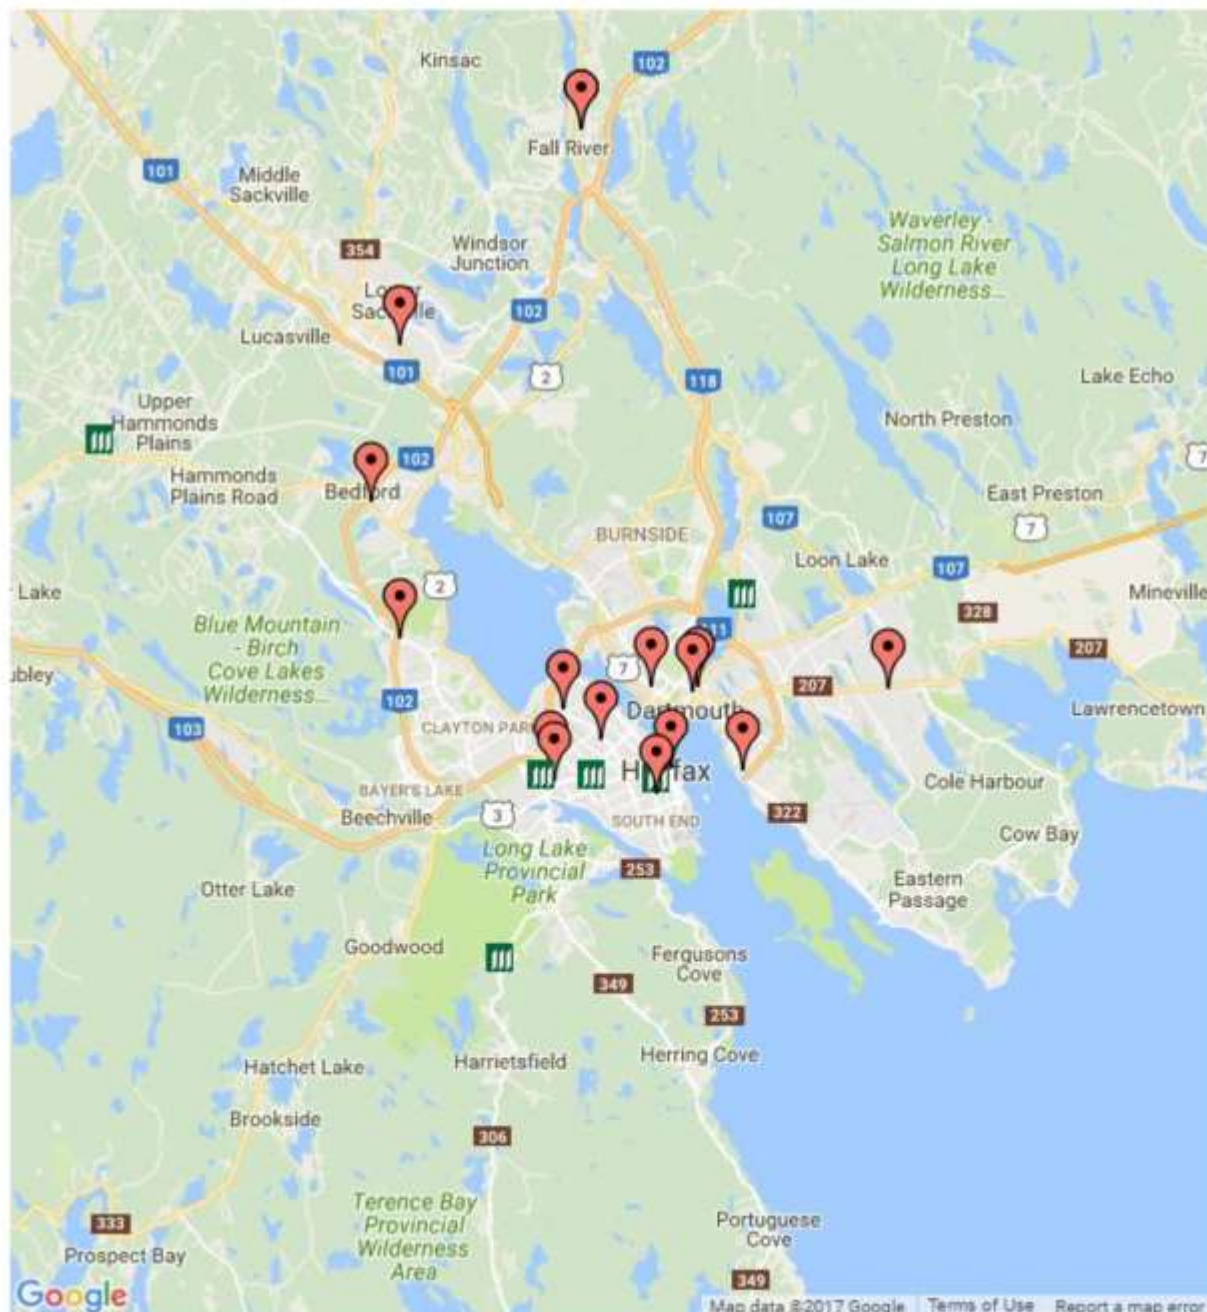 Kinsac
102
Fall River
101
Middle
Sackville
Waverley -
Salmon River
Long Lake
Wilderness...
354
Windsor
Junction
102
Lucasville
101
2
118
Lake Echo
Upper
Hammonds
Plains
North Preston
7
102
Hammonds
Plains Road
Bedford
East Preston
107
7
BURNSIDE
Loon Lake
107
2
Lake
Mineville
328
Blue Mountain
- Birch
Cove Lakes
Wilderness...
7
207
207
102
Dartmouth
Lawrencetown
103
CLAYTON PARK
BAYER'S LAKE
Cole Harbour
Beechville
3
SOUTH END
322
Cow Bay
Long Lake
Provincial
Park
253
Otter Lake
Eastern
Passage
Goodwood
Fergusons
Cove
349
253
Hatchet Lake
Harrietsfield
Herring Cove
Brookside
306
Terence Bay
Provincial
Wilderness
Area
333
Prospect Bay
Portuguese
Cove
349
Google
Map data ©2017 Google
Terms of Use
Report a map error